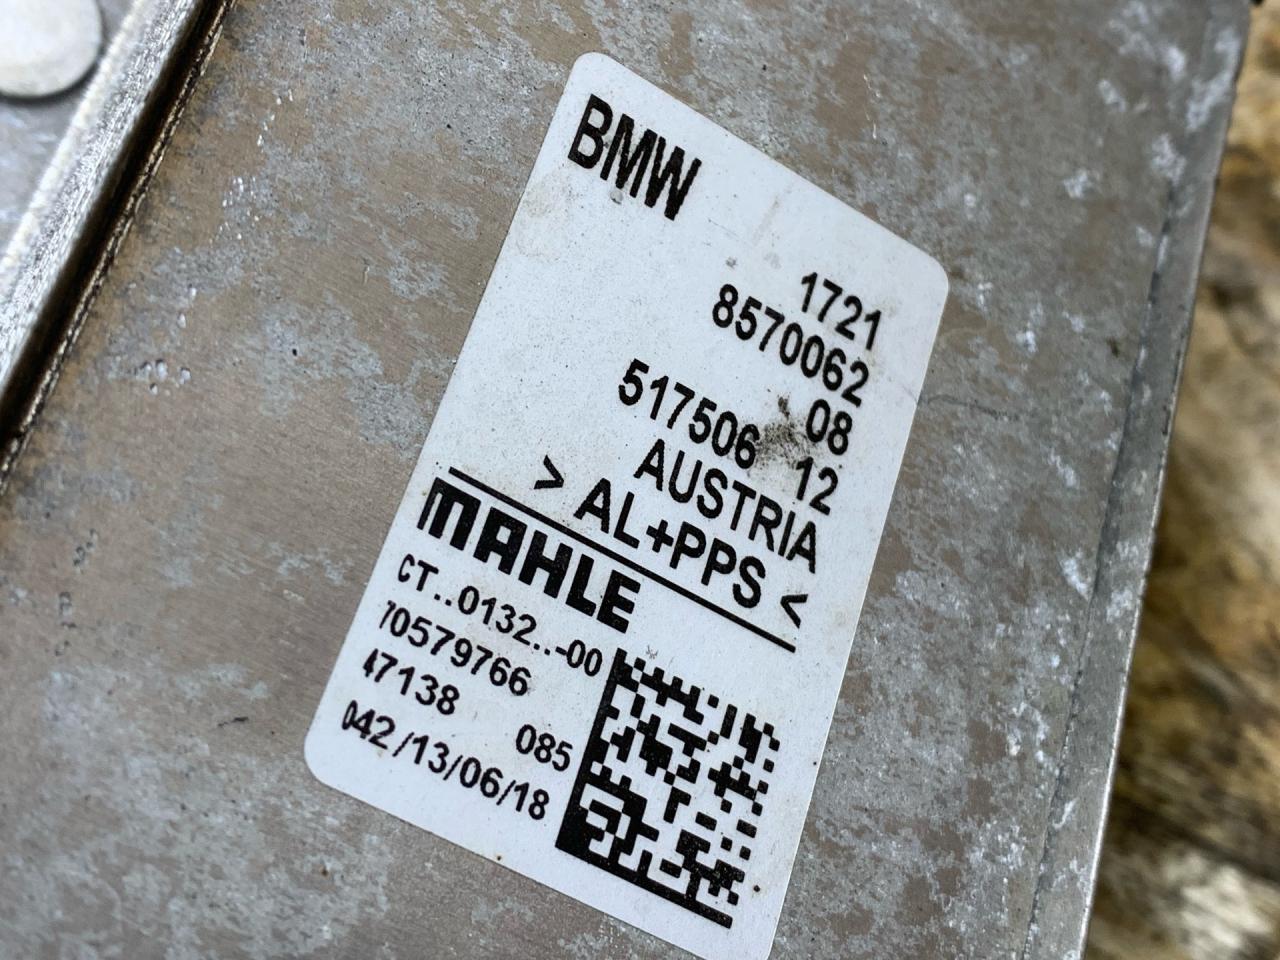 BMW
1721
8570062
08
517506 12
AUSTRIA
> AL+PPS <
MAHLE
CT..0132..-00
70579766
47138 085
042/13/06/18